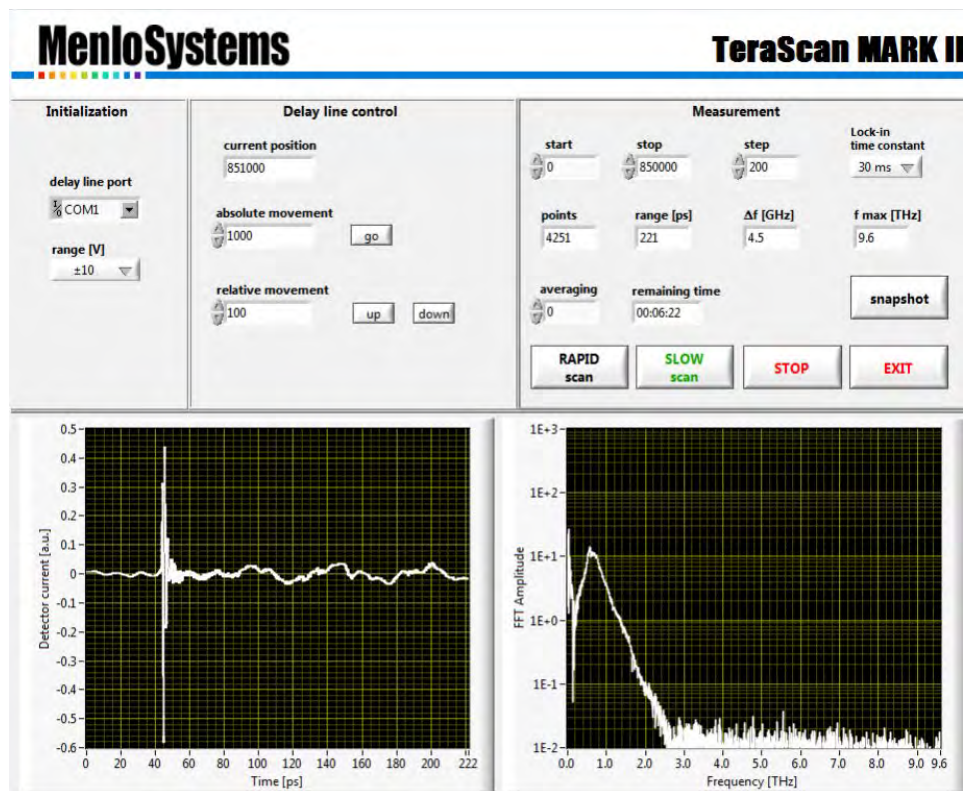 MenloSystems
TeraScan MARK II
Initialization
delay line port
I/O COM1
range [V]
±10
Delay line control
current position
851000
absolute movement
1000
go
relative movement
100
up
down
Measurement
start
stop
step
Lock-in
time constant
0
850000
200
30 ms
points
range [ps]
Δf [GHz]
f max [THz]
4251
221
4.5
9.6
averaging
remaining time
0
00:06:22
snapshot
RAPID
scan
SLOW
scan
STOP
EXIT
Detector current [a.u.]
0.5
0.4
0.3
0.2
0.1
0
-0.1
-0.2
-0.3
-0.4
-0.5
-0.6
0 20 40 60 80 100 120 140 160 180 200 222
Time [ps]
FFT Amplitude
1E+3
1E+2
1E+1
1E+0
1E-1
1E-2
0.0 1.0 2.0 3.0 4.0 5.0 6.0 7.0 8.0 9.0 9.6
Frequency [THz]